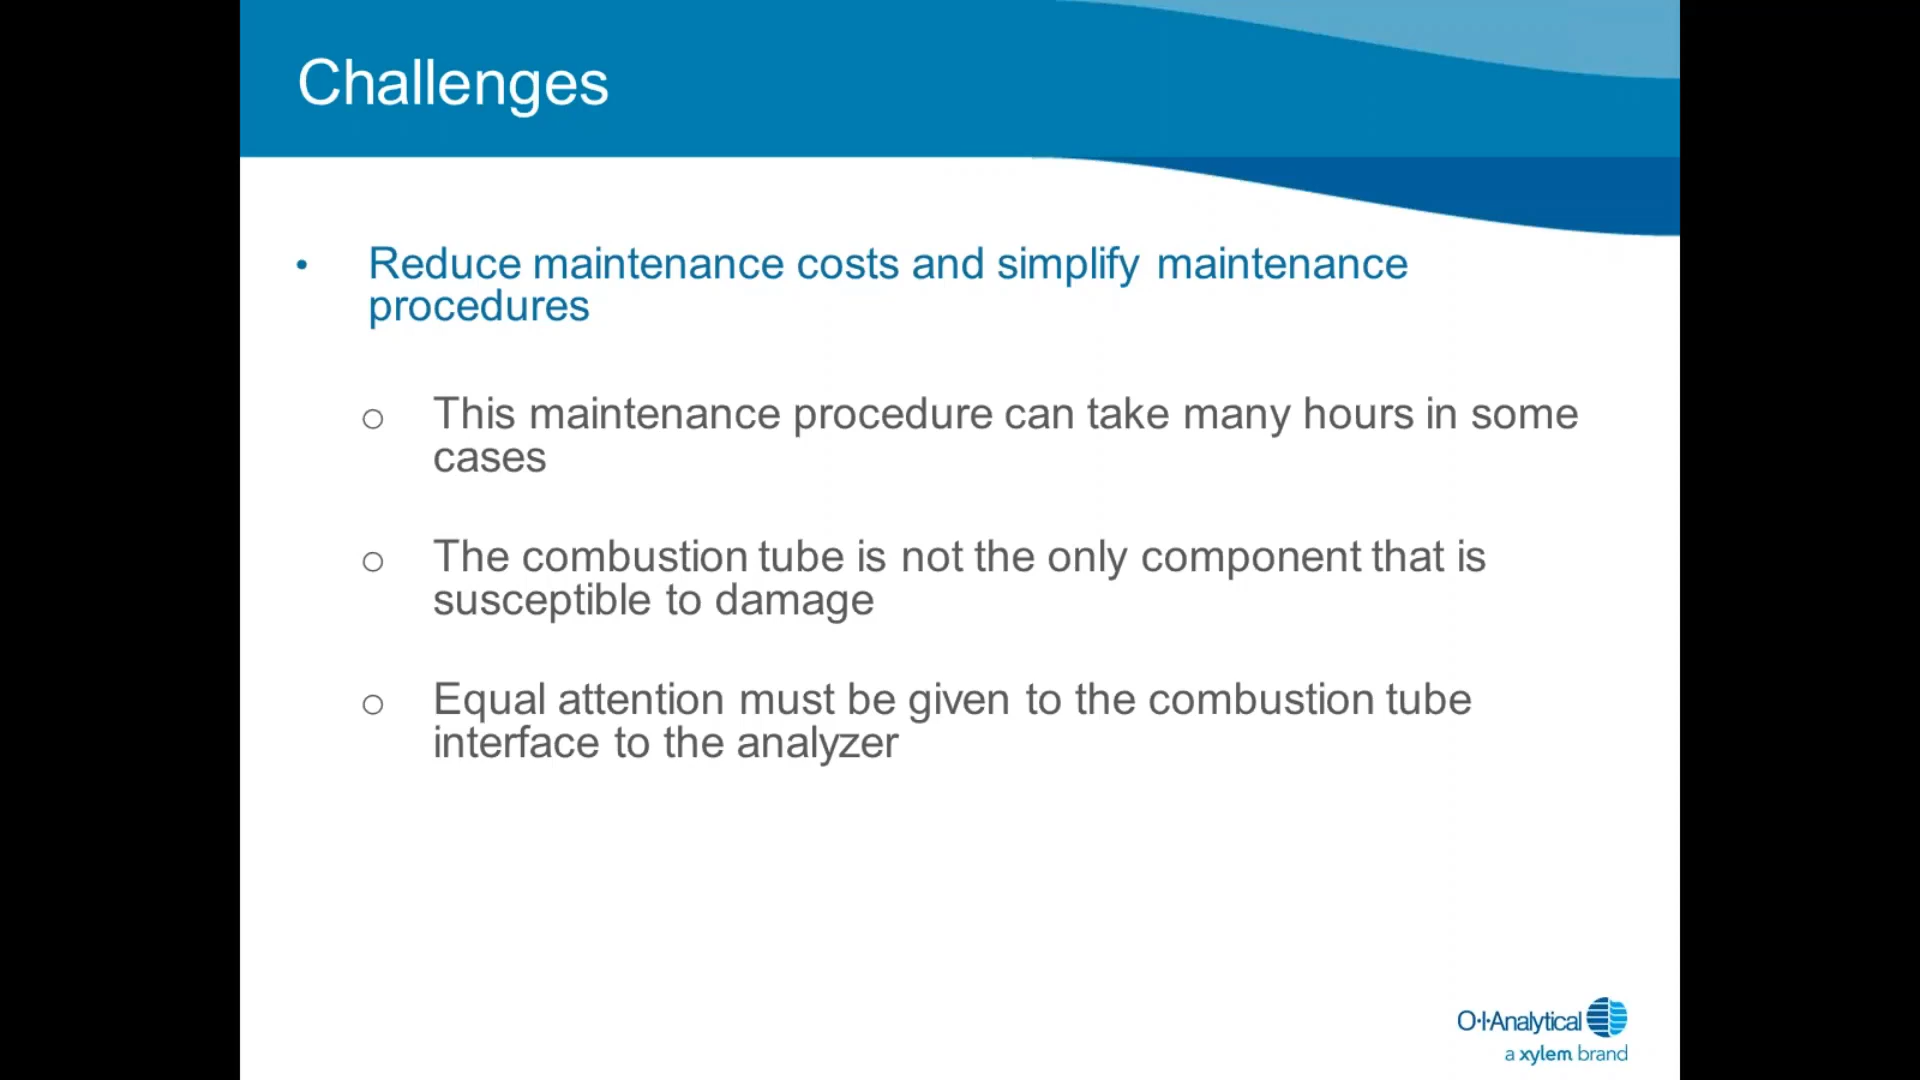 Challenges
• Reduce maintenance costs and simplify maintenance
procedures
o This maintenance procedure can take many hours in some
cases
o The combustion tube is not the only component that is
susceptible to damage
o Equal attention must be given to the combustion tube
interface to the analyzer
O·I·Analytical
a xylem brand